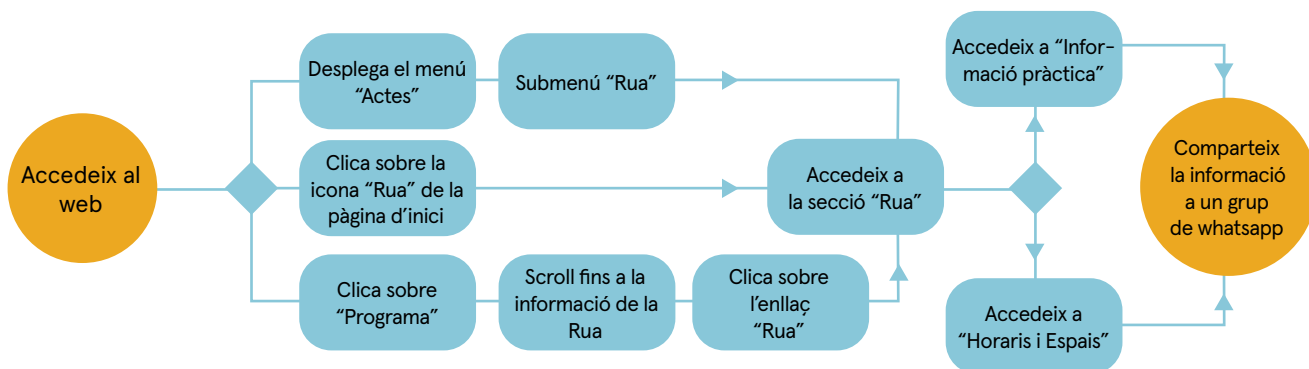 Accedeix al
web
Desplega el menú
“Actes”
Submenú “Rua”
Clica sobre la
icona “Rua” de la
pàgina d’inici
Clica sobre
“Programa”
Scroll fins a la
informació de la
Rua
Clica sobre
l’enllaç
“Rua”
Accedeix a
la secció “Rua”
Accedeix a “Infor-
mació pràctica”
Accedeix a
“Horaris i Espais”
Comparteix
la informació
a un grup
de whatsapp